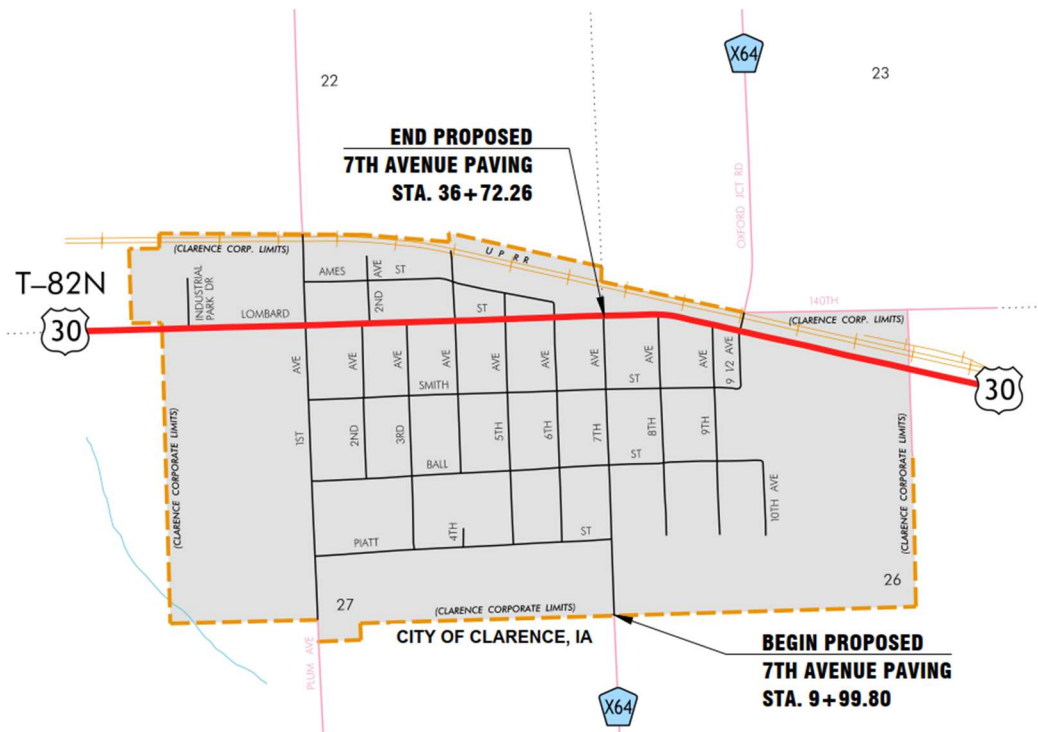 22
X64
23
END PROPOSED
7TH AVENUE PAVING
STA. 36+72.26
OXFORD JCT RD
(CLARENCE CORP. LIMITS)
UP RR
T-82N
INDUSTRIAL
PARK DR
AMES ST
2ND AVE
LOMBARD ST
140TH
(CLARENCE CORP. LIMITS)
30
30
1ST AVE
2ND AVE
3RD AVE
AVE
5TH AVE
6TH AVE
7TH AVE
8TH AVE
9TH AVE
9 1/2 AVE
SMITH ST
BALL ST
(CLARENCE CORPORATE LIMITS)
(CLARENCE CORPORATE LIMITS)
10TH AVE
4TH
PIATT ST
26
27
(CLARENCE CORPORATE LIMITS)
CITY OF CLARENCE, IA
PLUM AVE
BEGIN PROPOSED
7TH AVENUE PAVING
STA. 9+99.80
X64